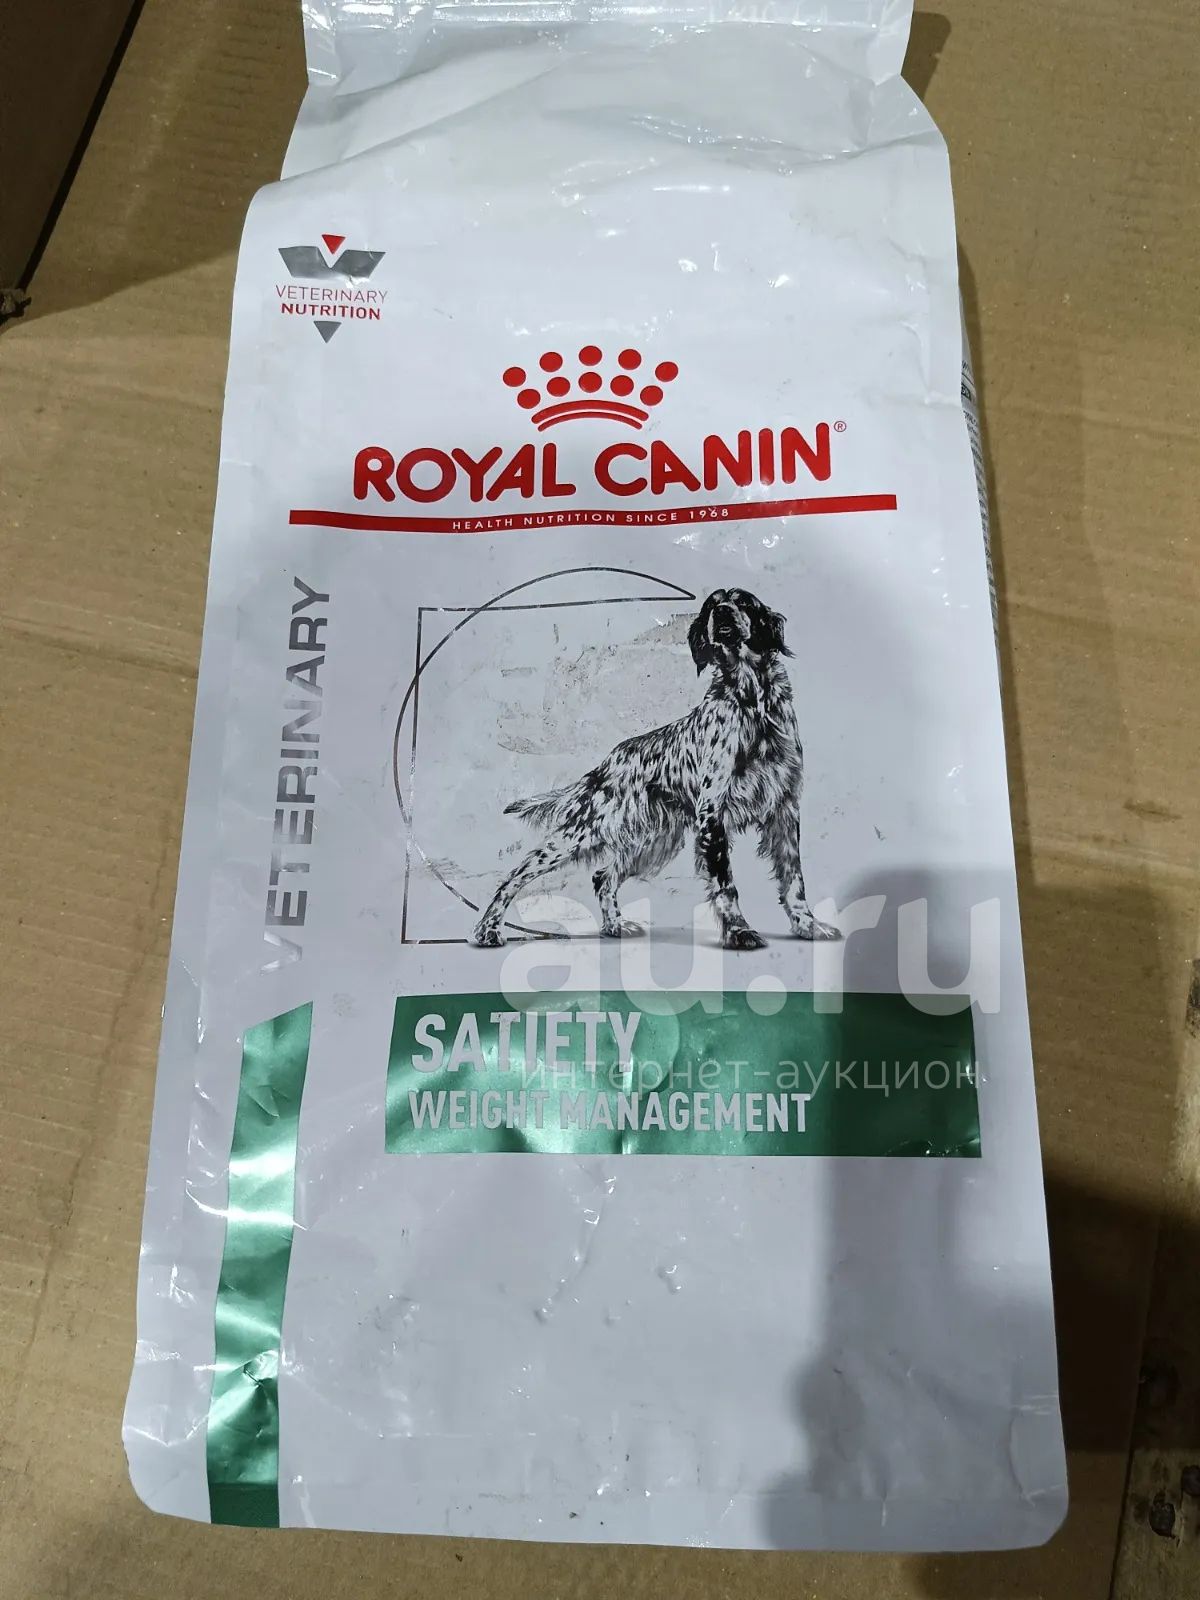 VETERINARY
NUTRITION
ROYAL CANIN®
HEALTH NUTRITION SINCE 1968
VETERINARY
au.ru
SATIETY
интернет-аукцион
WEIGHT MANAGEMENT